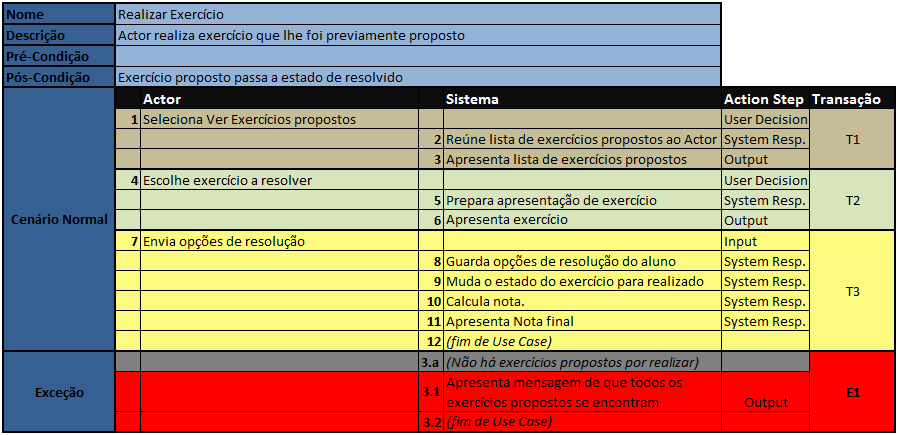 Nome Realizar Exercício
Descrição Actor realiza exercício que lhe foi previamente proposto
Pré-Condição
Pós-Condição Exercício proposto passa a estado de resolvido
Actor Sistema Action Step Transação
1 Seleciona Ver Exercícios propostos User Decision
2 Reúne lista de exercícios propostos ao Actor System Resp. T1
3 Apresenta lista de exercícios propostos Output
4 Escolhe exercício a resolver User Decision
5 Prepara apresentação de exercício System Resp. T2
Cenário Normal 6 Apresenta exercício Output
7 Envia opções de resolução Input
8 Guarda opções de resolução do aluno System Resp.
9 Muda o estado do exercício para realizado System Resp.
10 Calcula nota. System Resp. T3
11 Apresenta Nota final System Resp.
12 (fim de Use Case)
3.a (Não há exercícios propostos por realizar)
Exceção 3.1 Apresenta mensagem de que todos os
exercícios propostos se encontram Output E1
3.2 (fim de Use Case)